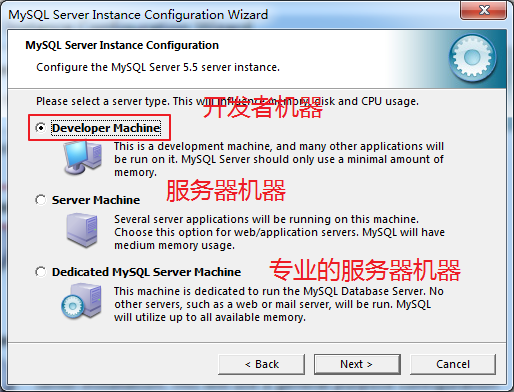 MySQL Server Instance Configuration Wizard
MySQL Server Instance Configuration
Configure the MySQL Server 5.5 server instance.
Please select a server type. This will influence memory, disk and CPU usage.
开发者机器
Developer Machine
This is a development machine, and many other applications will
be run on it. MySQL Server should only use a minimal amount of
memory.
服务器机器
Server Machine
Several server applications will be running on this machine.
Choose this option for web/application servers. MySQL will have
medium memory usage.
专业的服务器机器
Dedicated MySQL Server Machine
This machine is dedicated to run the MySQL Database Server. No
other servers, such as a web or mail server, will be run. MySQL
will utilize up to all available memory.
< Back
Next >
Cancel